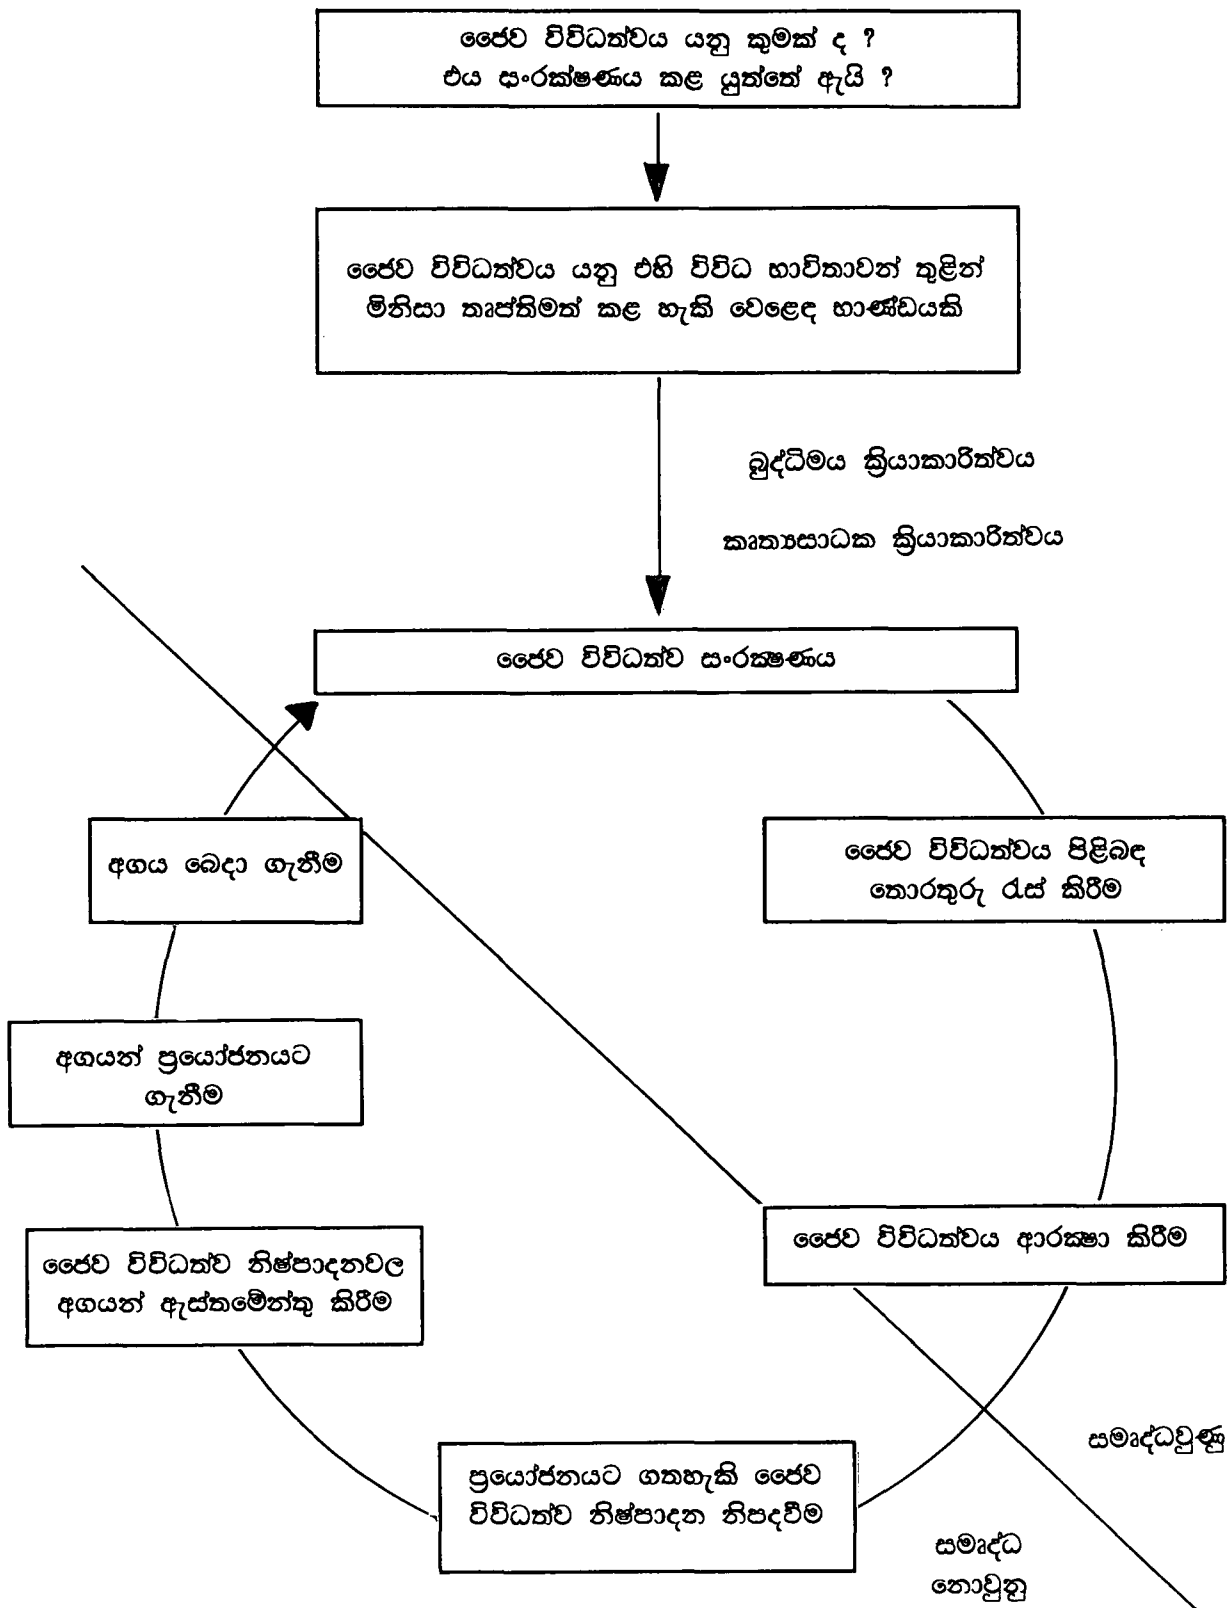 ජෛව විවිධත්වය යනු කුමක් ද ?
එය සංරක්ෂණය කළ යුත්තේ ඇයි ?
ජෛව විවිධත්වය යනු එහි විවිධ භාවිතාවන් තුළින්
මිනිසා තෘප්තිමත් කළ හැකි වෙළෙඳ භාණ්ඩයකි
බුද්ධිමය ක්‍රියාකාරිත්වය
කෘත්‍යසාධක ක්‍රියාකාරිත්වය
ජෛව විවිධත්ව සංරක්‍ෂණය
අගය බෙදා ගැනීම
ජෛව විවිධත්වය පිළිබඳ
තොරතුරු රැස් කිරීම
අගයන් ප්‍රයෝජනයට
ගැනීම
ජෛව විවිධත්වය ආරක්‍ෂා කිරීම
ජෛව විවිධත්ව නිෂ්පාදනවල
අගයන් ඇස්තමේන්තු කිරීම
සමෘද්ධවුණු
ප්‍රයෝජනයට ගතහැකි ජෛව
විවිධත්ව නිෂ්පාදන නිපදවීම
සමෘද්ධ
නොවුනු